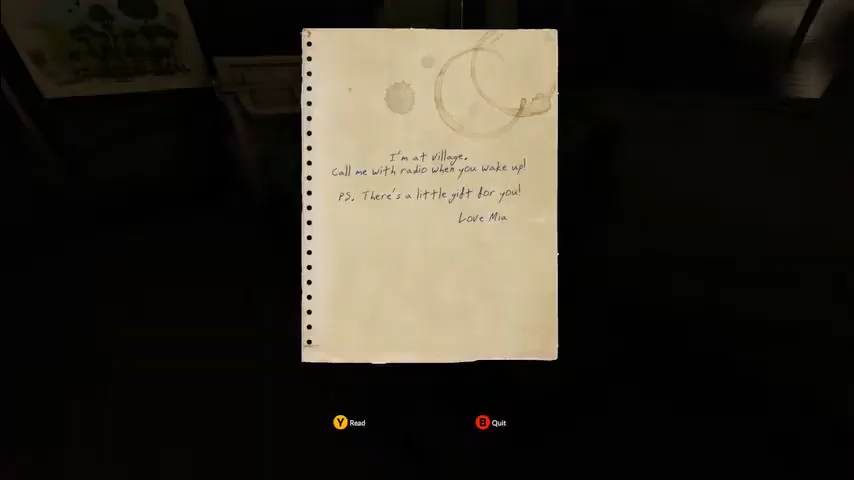 I'm at village.
Call me with radio when you wake up!
PS. There's a little gift for you!
Love Mia
Y Read B Quit